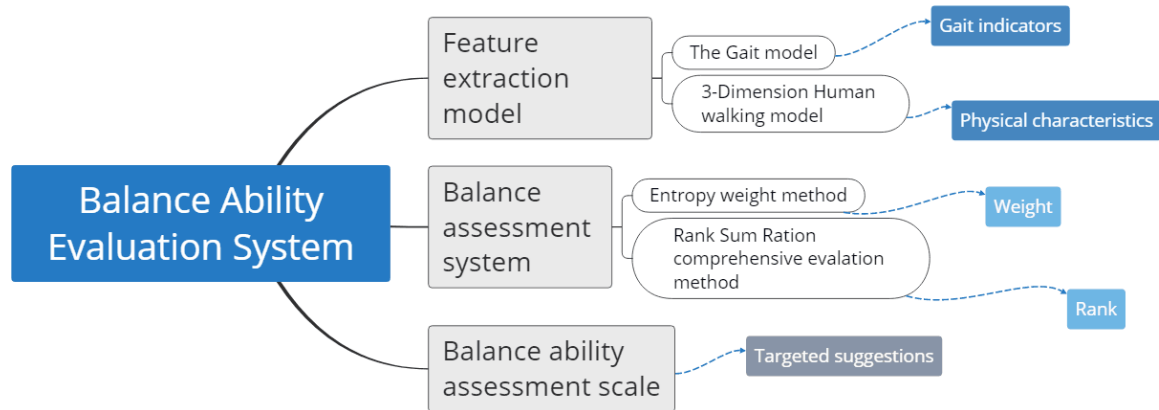 Balance Ability
Evaluation System
Feature
extraction
model
The Gait model
Gait indicators
3-Dimension Human
walking model
Physical characteristics
Balance
assessment
system
Entropy weight method
Weight
Rank Sum Ration
comprehensive evalation
method
Rank
Balance ability
assessment scale
Targeted suggestions